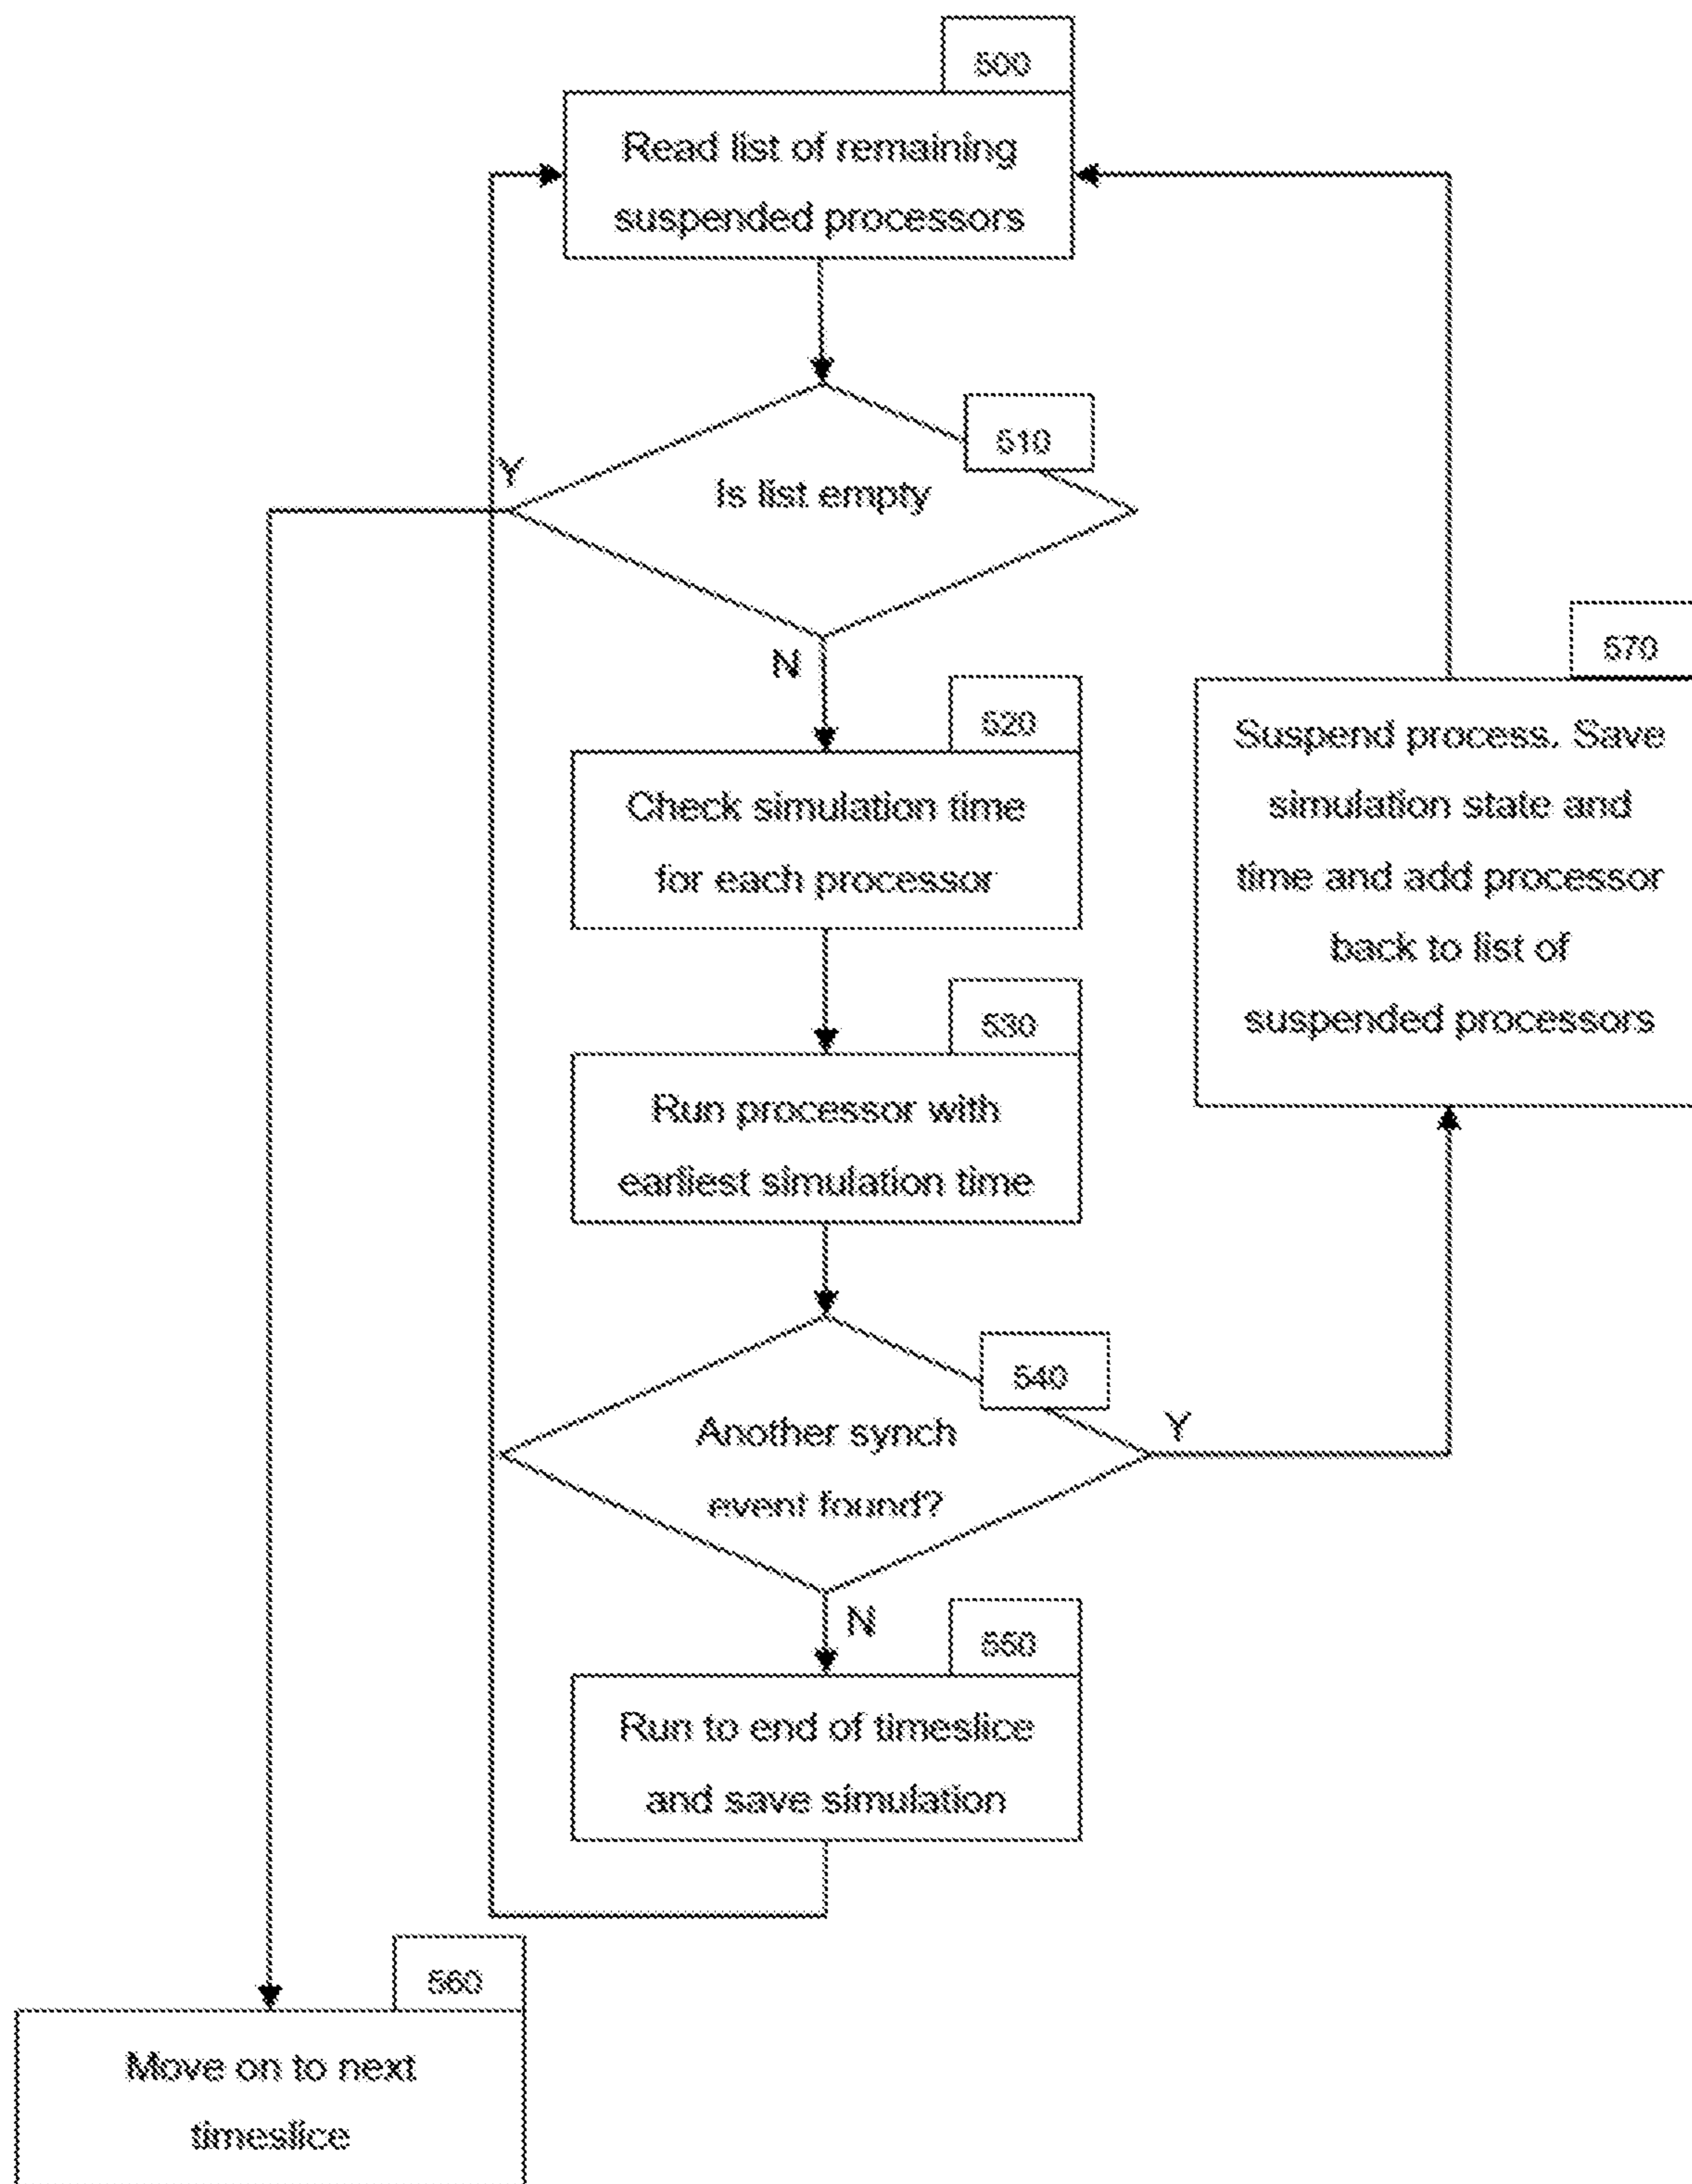 500
Read list of remaining
suspended processors
510
Is list empty
Y
N
520
Check simulation time
for each processor
570
Suspend process. Save
simulation state and
time and add processor
back to list of
suspended processors
530
Run processor with
earliest simulation time
540
Another synch
event found?
Y
N
550
Run to end of timeslice
and save simulation
560
Move on to next
timeslice